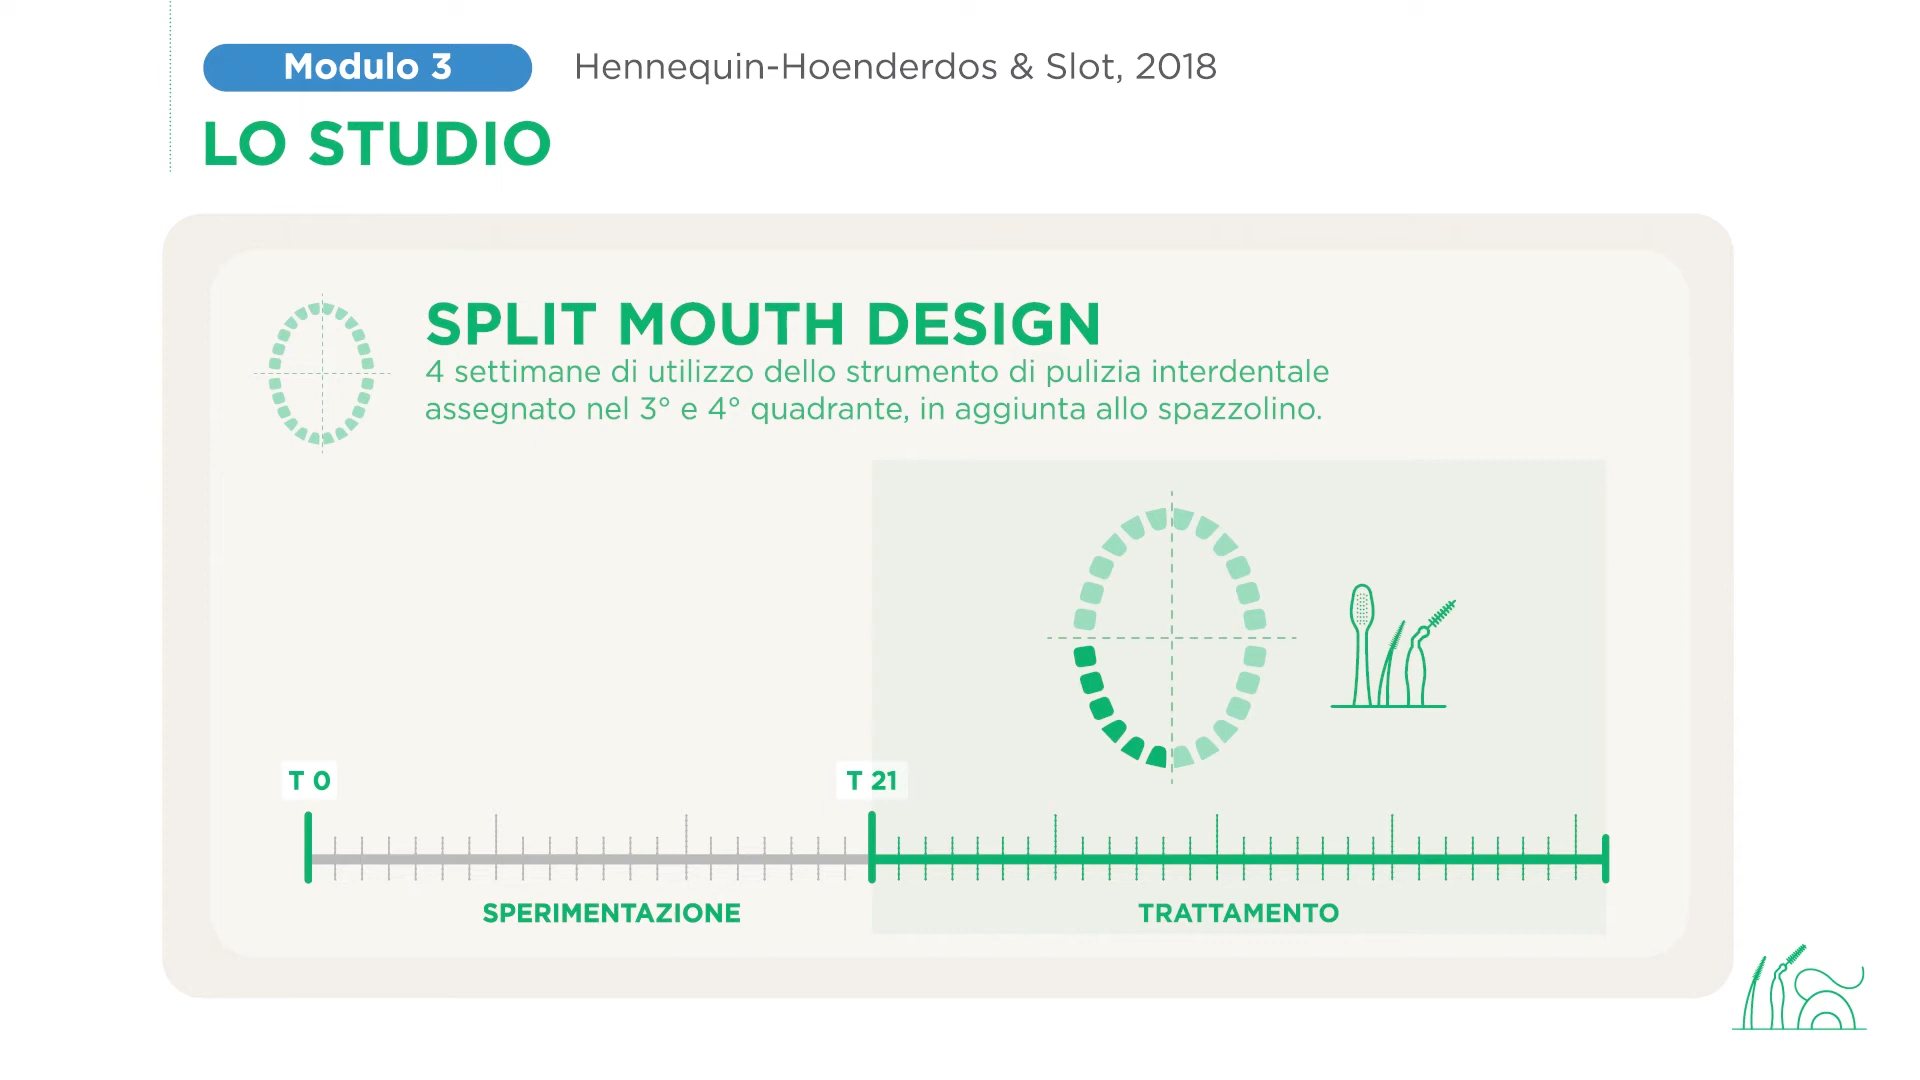 Modulo 3
Hennequin-Hoenderdos & Slot, 2018
LO STUDIO
SPLIT MOUTH DESIGN
4 settimane di utilizzo dello strumento di pulizia interdentale
assegnato nel 3° e 4° quadrante, in aggiunta allo spazzolino.
T 0
T 21
SPERIMENTAZIONE
TRATTAMENTO